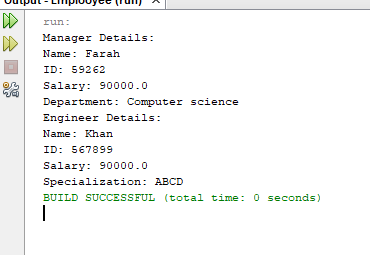 Output - Emplooyee (run)
run:
Manager Details:
Name: Farah
ID: 59262
Salary: 90000.0
Department: Computer science
Engineer Details:
Name: Khan
ID: 567899
Salary: 90000.0
Specialization: ABCD
BUILD SUCCESSFUL (total time: 0 seconds)